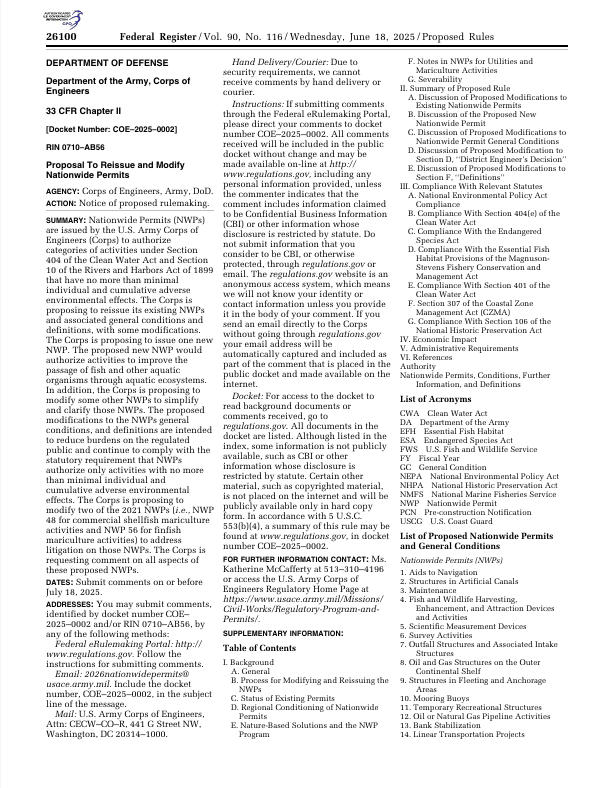 26100
Federal Register / Vol. 90, No. 116 / Wednesday, June 18, 2025 / Proposed Rules
DEPARTMENT OF DEFENSE
Department of the Army, Corps of
Engineers
33 CFR Chapter II
[Docket Number: COE–2025–0002]
RIN 0710–AB56
Proposal To Reissue and Modify
Nationwide Permits
AGENCY: Corps of Engineers, Army, DoD.
ACTION: Notice of proposed rulemaking.
SUMMARY: Nationwide Permits (NWPs)
are issued by the U.S. Army Corps of
Engineers (Corps) to authorize
categories of activities under Section
404 of the Clean Water Act and Section
10 of the Rivers and Harbors Act of 1899
that have no more than minimal
individual and cumulative adverse
environmental effects. The Corps is
proposing to reissue its existing NWPs
and associated general conditions and
definitions, with some modifications.
The Corps is proposing to issue one new
NWP. The proposed new NWP would
authorize activities to improve the
passage of fish and other aquatic
organisms through aquatic ecosystems.
In addition, the Corps is proposing to
modify some other NWPs to simplify
and clarify those NWPs. The proposed
modifications to the NWP general
conditions, and definitions are intended
to reduce burdens on the regulated
public and continue to comply with the
statutory requirement that NWPs
authorize only activities with no more
than minimal individual and
cumulative adverse environmental
effects. The Corps is proposing to
modify two of the 2021 NWPs (i.e., NWP
48 for commercial shellfish mariculture
activities and NWP 56 for finfish
mariculture activities) to address
litigation on those NWPs. The Corps is
requesting comment on all aspects of
these proposed NWPs.
DATES: Submit comments on or before
July 18, 2025.
ADDRESSES: You may submit comments,
identified by docket number COE–
2025–0002 and/or RIN 0710–AB56, by
any of the following methods:
Federal eRulemaking Portal: http://
www.regulations.gov. Follow the
instructions for submitting comments.
Email: 2026nationwidepermits@
usace.army.mil. Include the docket
number, COE–2025–0002, in the subject
line of the message.
Mail: U.S. Army Corps of Engineers,
Attn: CECW–CO–R, 441 G Street NW,
Washington, DC 20314–1000.
Hand Delivery/Courier: Due to
security requirements, we cannot
receive comments by hand delivery or
courier.
Instructions: If submitting comments
through the Federal eRulemaking Portal,
please direct your comments to docket
number COE–2025–0002. All comments
received will be included in the public
docket without change and may be
made available on-line at http://
www.regulations.gov, including any
personal information provided, unless
the commenter indicates that the
comment includes information claimed
to be Confidential Business Information
(CBI) or other information whose
disclosure is restricted by statute. Do
not submit information that you
consider to be CBI, or otherwise
protected, through regulations.gov or
email. The regulations.gov website is an
anonymous access system, which means
we will not know your identity or
contact information unless you provide
it in the body of your comment. If you
send an email directly to the Corps
without going through regulations.gov
your email address will be
automatically captured and included as
part of the comment that is placed in the
public docket and made available on the
internet.
Docket: For access to the docket to
read background documents or
comments received, go to
regulations.gov. All documents in the
docket are listed. Although listed in the
index, some information is not publicly
available, such as CBI or other
information whose disclosure is
restricted by statute. Certain other
material, such as copyrighted material,
is not placed on the internet and will be
publicly available only in hard copy
form. In accordance with 5 U.S.C.
553(b)(4), a summary of this rule may be
found at www.regulations.gov, in docket
number COE–2025–0002.
FOR FURTHER INFORMATION CONTACT: Ms.
Katherine McCafferty at 513–310–4196
or access the U.S. Army Corps of
Engineers Regulatory Home Page at
https://www.usace.army.mil/Missions/
Civil-Works/Regulatory-Program-and-
Permits/.
SUPPLEMENTARY INFORMATION:
Table of Contents
I. Background
A. General
B. Process for Modifying and Reissuing the
NWPs
C. Status of Existing Permits
D. Regional Conditioning of Nationwide
Permits
E. Nature-Based Solutions and the NWP
Program
F. Notes in NWPs for Utilities and
Mariculture Activities
G. Severability
II. Summary of Proposed Rule
A. Discussion of Proposed Modifications to
Existing Nationwide Permits
B. Discussion of the Proposed New
Nationwide Permit
C. Discussion of Proposed Modifications to
Nationwide Permit General Conditions
D. Discussion of Proposed Modifications to
Section D, ‘‘District Engineer’s Decision’’
E. Discussion of Proposed Modifications to
Section F, ‘‘Definitions’’
III. Compliance With Relevant Statutes
A. National Environmental Policy Act
Compliance
B. Compliance With Section 404(e) of the
Clean Water Act
C. Compliance With the Endangered
Species Act
D. Compliance With the Essential Fish
Habitat Provisions of the Magnuson-
Stevens Fishery Conservation and
Management Act
E. Compliance With Section 401 of the
Clean Water Act
F. Section 307 of the Coastal Zone
Management Act (CZMA)
G. Compliance With Section 106 of the
National Historic Preservation Act
IV. Economic Impact
V. Administrative Requirements
VI. References
Authority
Nationwide Permits, Conditions, Further
Information, and Definitions
List of Acronyms
CWA Clean Water Act
DA Department of the Army
EFH Essential Fish Habitat
ESA Endangered Species Act
FWS U.S. Fish and Wildlife Service
FY Fiscal Year
GC General Condition
NEPA National Environmental Policy Act
NHPA National Historic Preservation Act
NMFS National Marine Fisheries Service
NWP Nationwide Permit
PCN Pre-construction Notification
USCG U.S. Coast Guard
List of Proposed Nationwide Permits
and General Conditions
Nationwide Permits (NWPs)
1. Aids to Navigation
2. Structures in Artificial Canals
3. Maintenance
4. Fish and Wildlife Harvesting,
Enhancement, and Attraction Devices
and Activities
5. Scientific Measurement Devices
6. Survey Activities
7. Outfall Structures and Associated Intake
Structures
8. Oil and Gas Structures on the Outer
Continental Shelf
9. Structures in Fleeting and Anchorage
Areas
10. Mooring Buoys
11. Temporary Recreational Structures
12. Oil or Natural Gas Pipeline Activities
13. Bank Stabilization
14. Linear Transportation Projects